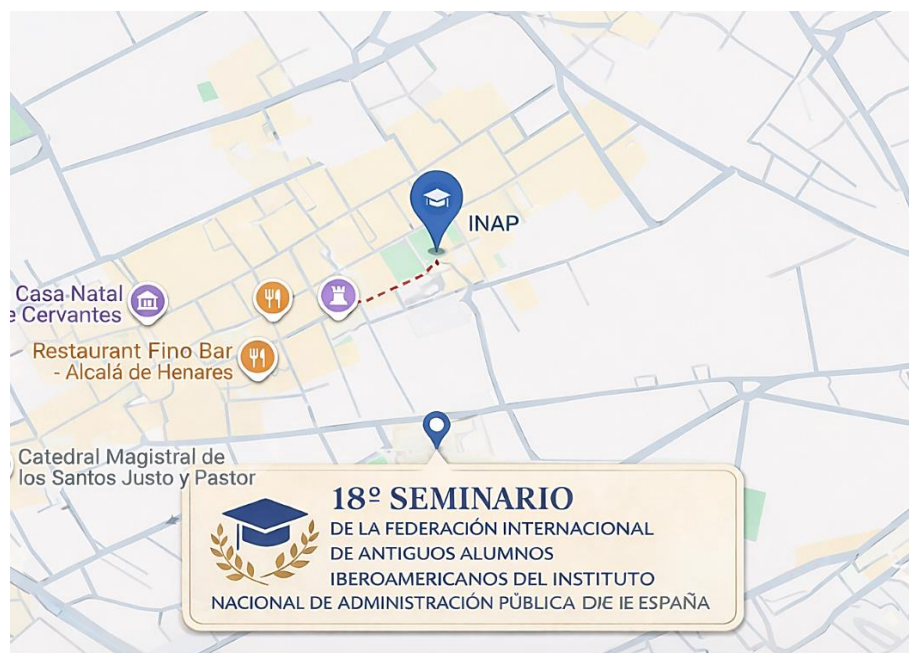 INAP
Casa Natal
e Cervantes
Restaurant Fino Bar
- Alcalá de Henares
Catedral Magistral de
los Santos Justo y Pastor
18º SEMINARIO
DE LA FEDERACIÓN INTERNACIONAL
DE ANTIGUOS ALUMNOS
IBEROAMERICANOS DEL INSTITUTO
NACIONAL DE ADMINISTRACIÓN PÚBLICA DIE IE ESPAÑA